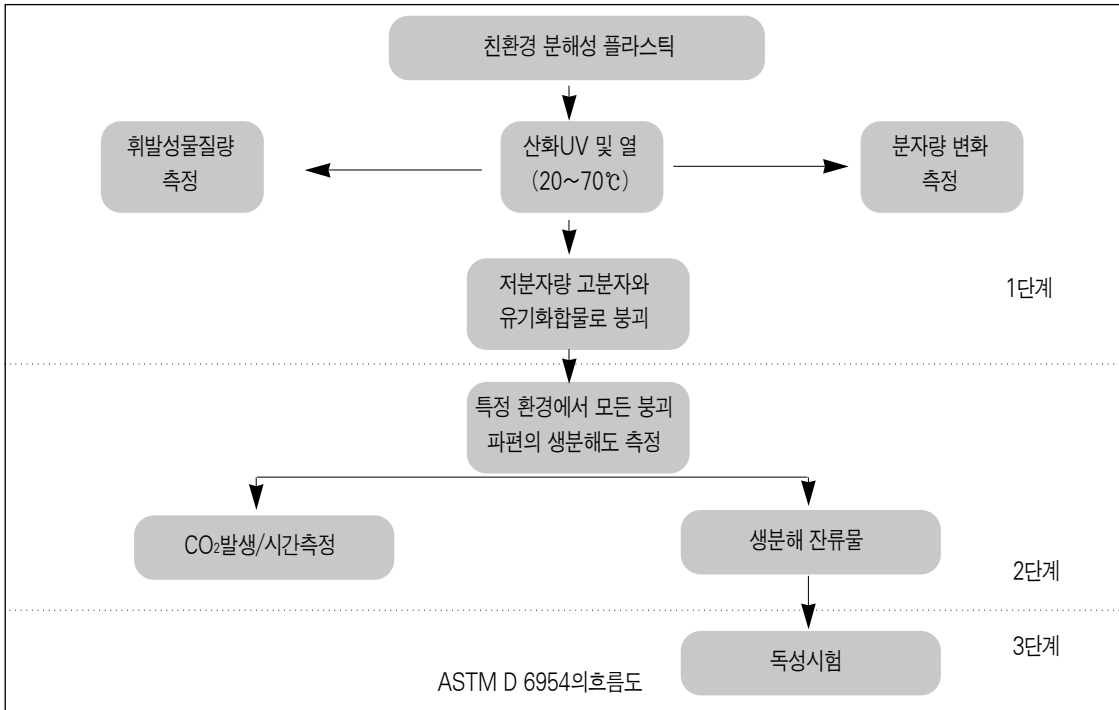 친환경 분해성 플라스틱
휘발성물질량
측정
산화UV 및 열
(20~70℃)
분자량 변화
측정
저분자량 고분자와
유기화합물로 붕괴
1단계
특정 환경에서 모든 붕괴
파편의 생분해도 측정
CO₂발생/시간측정
생분해 잔류물
2단계
독성시험
3단계
ASTM D 6954의흐름도